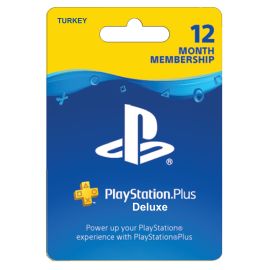 TURKEY
12
MONTH
MEMBERSHIP
PlayStation.Plus
Deluxe
Power up your PlayStation®
experience with PlayStation®Plus